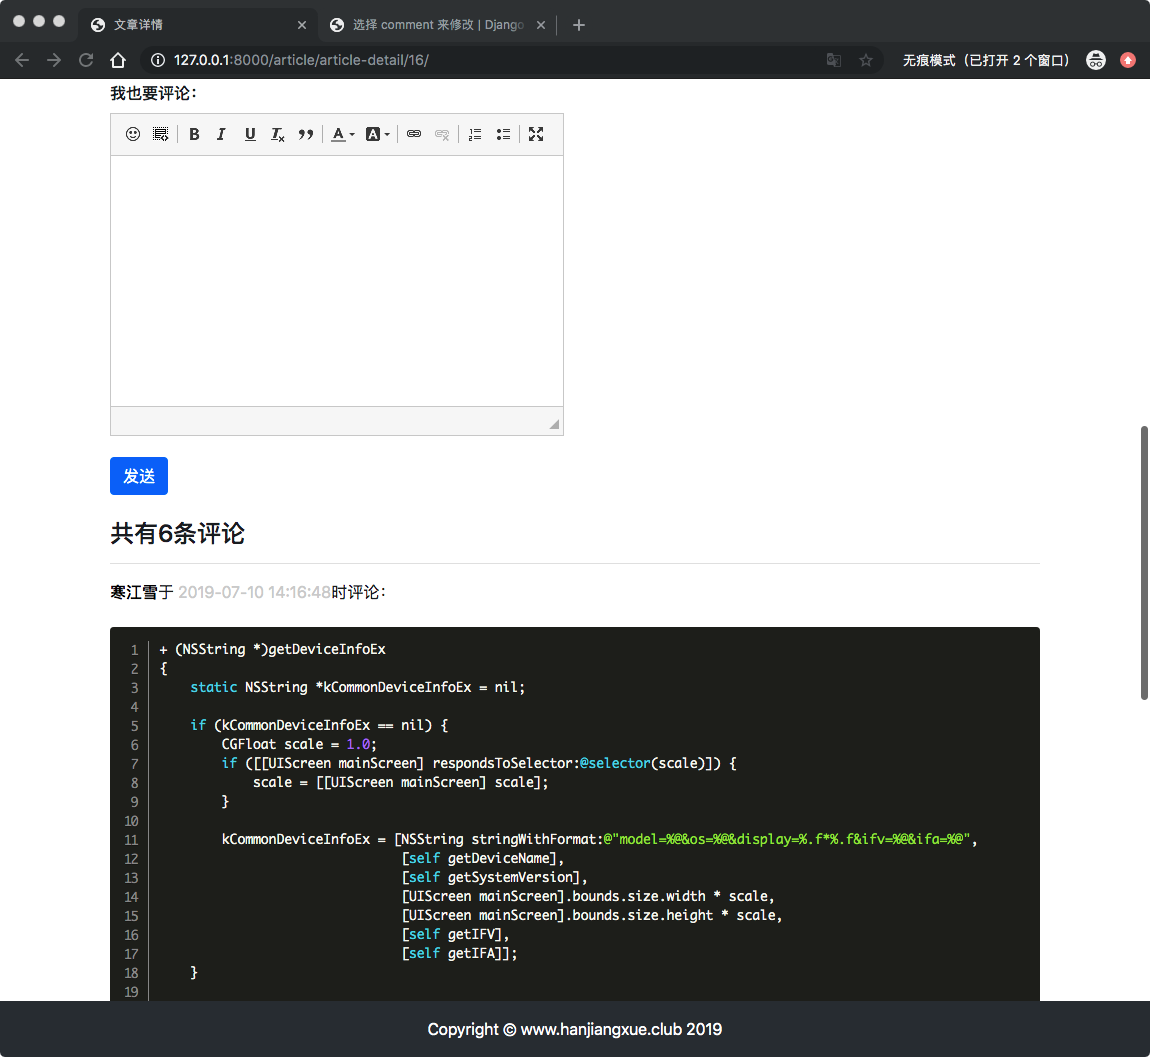 文章详情
选择 comment 来修改 | Django
127.0.0.1:8000/article/article-detail/16/
无痕模式（已打开 2 个窗口）
我也要评论：
发送
共有6条评论
寒江雪于 2019-07-10 14:16:48时评论：
1 + (NSString *)getDeviceInfoEx
2 {
3     static NSString *kCommonDeviceInfoEx = nil;
4
5     if (kCommonDeviceInfoEx == nil) {
6         CGFloat scale = 1.0;
7         if ([[UIScreen mainScreen] respondsToSelector:@selector(scale)]) {
8             scale = [[UIScreen mainScreen] scale];
9         }
10
11         kCommonDeviceInfoEx = [NSString stringWithFormat:@"model=%@&os=%@&display=%.f*%.f&ifv=%@&ifa=%@",
12                                [self getDeviceName],
13                                [self getSystemVersion],
14                                [UIScreen mainScreen].bounds.size.width * scale,
15                                [UIScreen mainScreen].bounds.size.height * scale,
16                                [self getIFV],
17                                [self getIFA]];
18     }
19
Copyright © www.hanjiangxue.club 2019